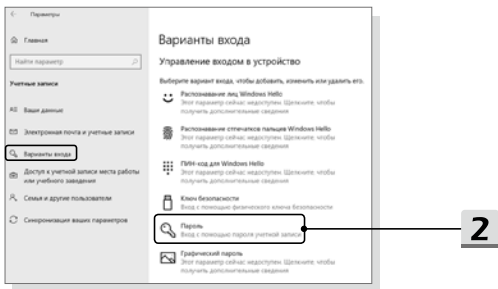 Параметры
Главная
Найти параметр
Учетные записи
Ваши данные
Электронная почта и учетные записи
Варианты входа
Доступ к учетной записи места работы
или учебного заведения
Семья и другие пользователи
Синхронизация ваших параметров
Варианты входа
Управление входом в устройство
Выберите вариант входа, чтобы добавить, изменить или удалить его.
Распознавание лиц Windows Hello
Этот параметр сейчас недоступен. Щелкните, чтобы
получить дополнительные сведения
Распознавание отпечатков пальцев Windows Hello
Этот параметр сейчас недоступен. Щелкните, чтобы
получить дополнительные сведения
ПИН-код для Windows Hello
Этот параметр сейчас недоступен. Щелкните, чтобы
получить дополнительные сведения
Ключ безопасности
Вход с помощью физического ключа безопасности
Пароль
Вход с помощью пароля учетной записи
2
Графический пароль
Этот параметр сейчас недоступен. Щелкните, чтобы
получить дополнительные сведения